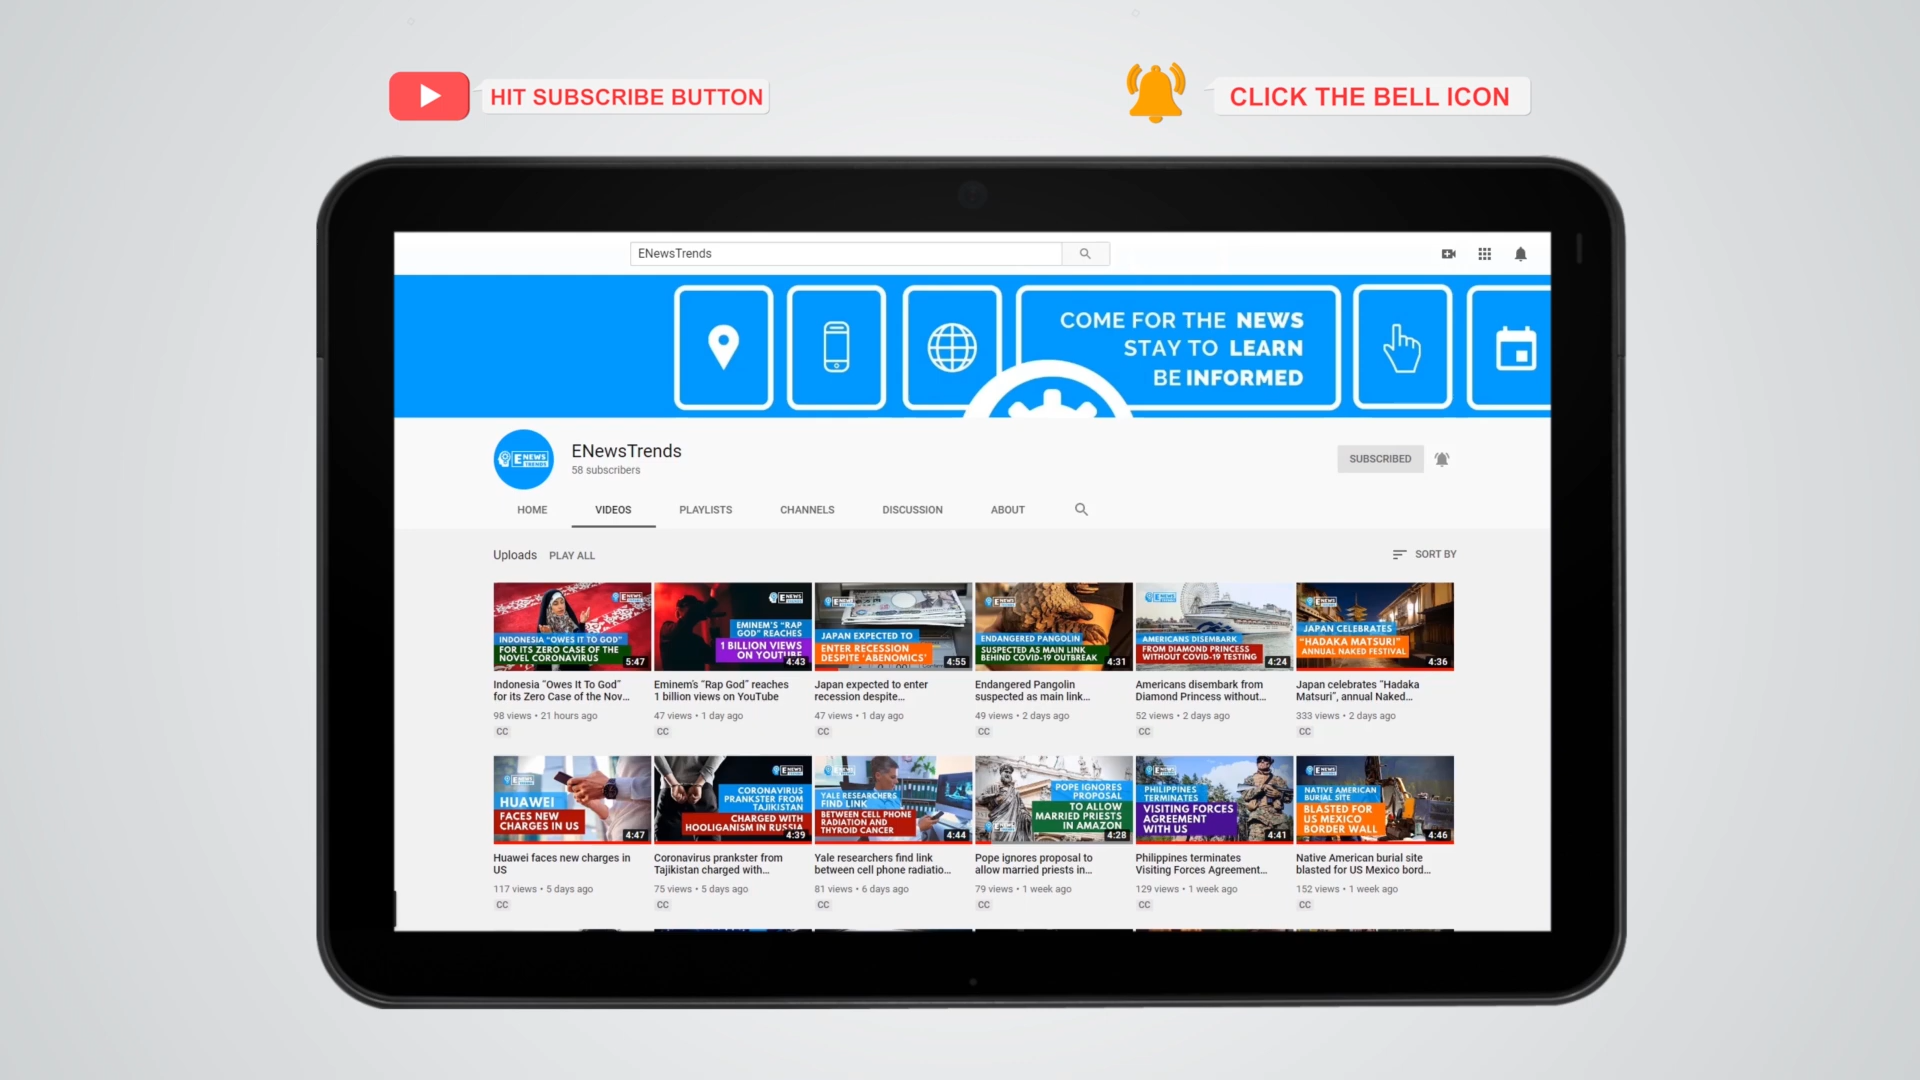 HIT SUBSCRIBE BUTTON
CLICK THE BELL ICON
ENewsTrends
COME FOR THE NEWS
STAY TO LEARN
BE INFORMED
E NEWS
TRENDS
ENewsTrends
58 subscribers
SUBSCRIBED
HOME VIDEOS PLAYLISTS CHANNELS DISCUSSION ABOUT
Uploads PLAY ALL
SORT BY
INDONESIA "OWES IT TO GOD"
FOR ITS ZERO CASE OF THE
NOVEL CORONAVIRUS
5:47
EMINEM'S "RAP
GOD" REACHES
1 BILLION VIEWS
ON YOUTUBE
4:43
JAPAN EXPECTED TO
ENTER RECESSION
DESPITE 'ABENOMICS'
4:55
ENDANGERED PANGOLIN
SUSPECTED AS MAIN LINK
BEHIND COVID-19 OUTBREAK
4:31
AMERICANS DISEMBARK
FROM DIAMOND PRINCESS
WITHOUT COVID-19 TESTING
4:24
JAPAN CELEBRATES
"HADAKA MATSURI"
ANNUAL NAKED FESTIVAL
4:36
Indonesia "Owes It To God"
for its Zero Case of the Nov...
98 views • 21 hours ago
CC
Eminem's "Rap God" reaches
1 billion views on YouTube
47 views • 1 day ago
CC
Japan expected to enter
recession despite...
47 views • 1 day ago
CC
Endangered Pangolin
suspected as main link...
49 views • 2 days ago
CC
Americans disembark from
Diamond Princess without...
52 views • 2 days ago
CC
Japan celebrates "Hadaka
Matsuri", annual Naked...
333 views • 2 days ago
CC
HUAWEI
FACES NEW
CHARGES IN US
4:47
CORONAVIRUS
PRANKSTER FROM
TAJIKISTAN
CHARGED WITH
HOOLIGANISM IN RUSSIA
4:39
YALE RESEARCHERS
FIND LINK
BETWEEN CELL PHONE
RADIATION AND
THYROID CANCER
4:44
POPE IGNORES
PROPOSAL
TO ALLOW
MARRIED PRIESTS
IN AMAZON
4:28
PHILIPPINES
TERMINATES
VISITING FORCES
AGREEMENT
WITH US
4:41
NATIVE AMERICAN
BURIAL SITE
BLASTED FOR
US MEXICO
BORDER WALL
4:46
Huawei faces new charges in
US
117 views • 5 days ago
CC
Coronavirus prankster from
Tajikistan charged with...
75 views • 5 days ago
CC
Yale researchers find link
between cell phone radiatio...
81 views • 6 days ago
CC
Pope ignores proposal to
allow married priests in...
79 views • 1 week ago
CC
Philippines terminates
Visiting Forces Agreement...
129 views • 1 week ago
CC
Native American burial site
blasted for US Mexico bord...
152 views • 1 week ago
CC